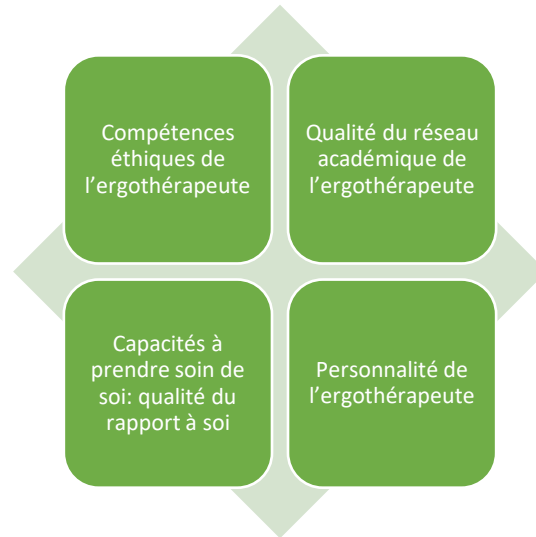 Compétences
éthiques de
l’ergothérapeute
Qualité du réseau
académique de
l’ergothérapeute
Capacités à
prendre soin de
soi: qualité du
rapport à soi
Personnalité de
l’ergothérapeute